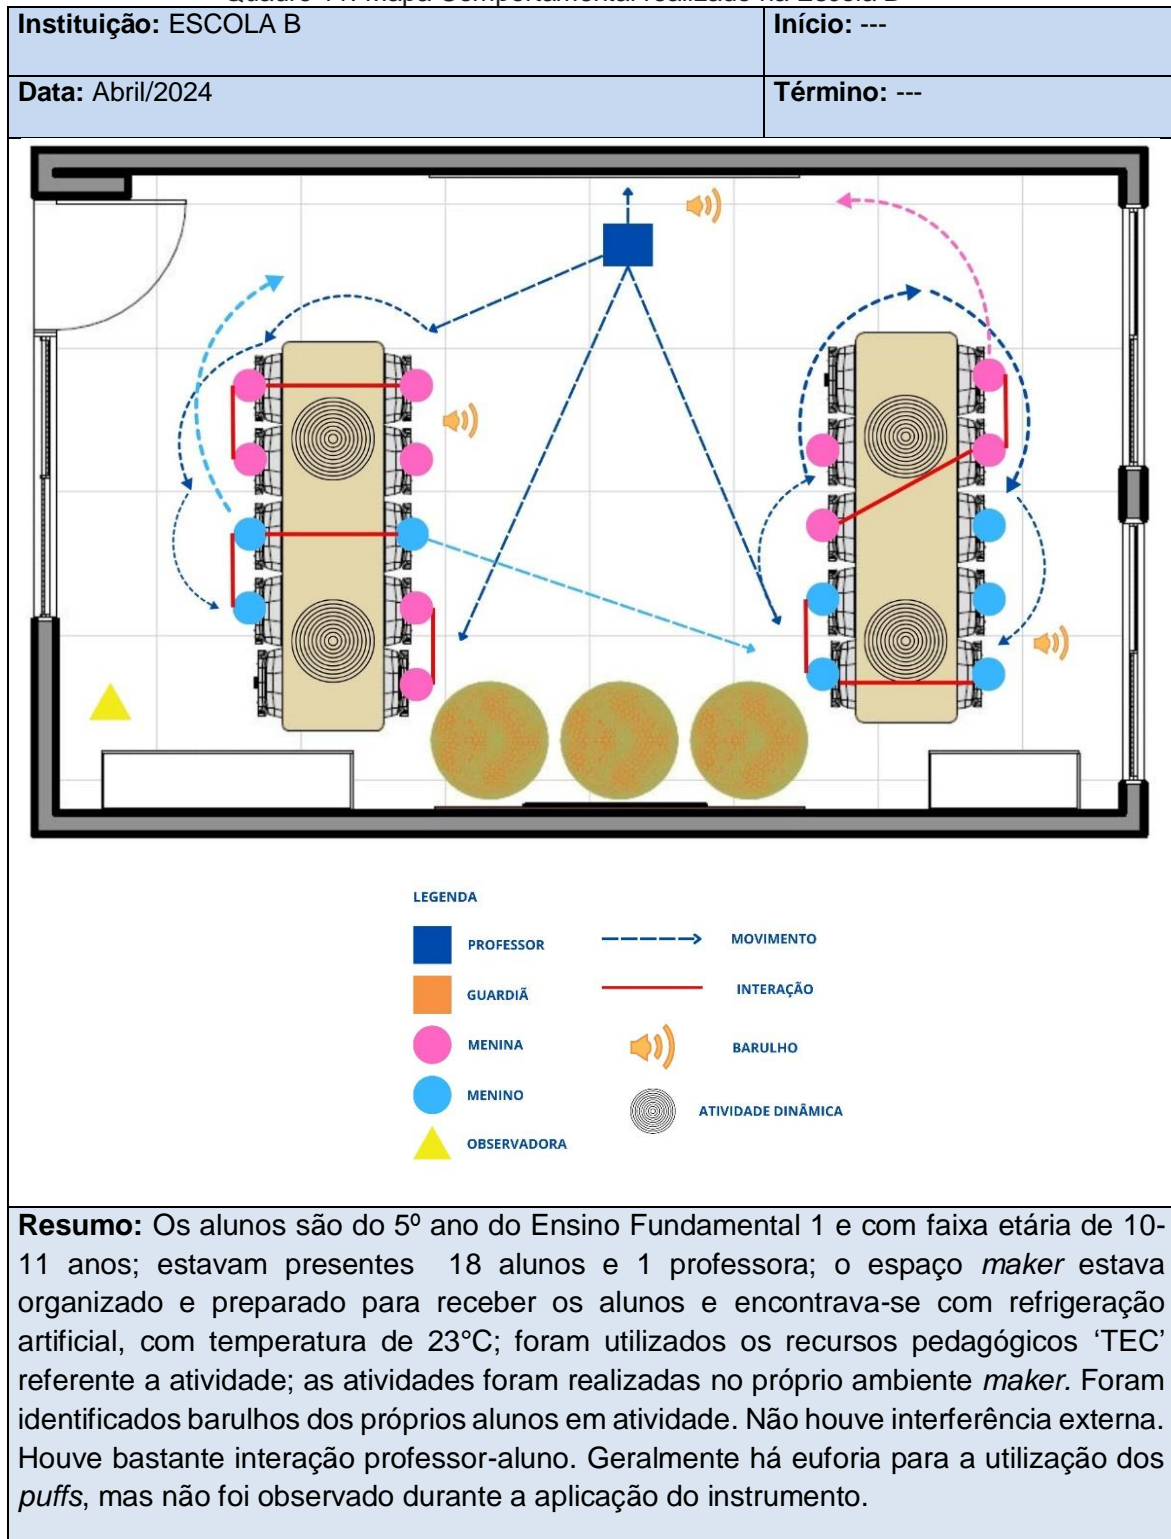 Instituição: ESCOLA B
Início: ---
Data: Abril/2024
Término: ---
LEGENDA
PROFESSOR
MOVIMENTO
GUARDIÃ
INTERAÇÃO
MENINA
BARULHO
MENINO
ATIVIDADE DINÂMICA
OBSERVADORA
Resumo: Os alunos são do 5º ano do Ensino Fundamental 1 e com faixa etária de 10-
11 anos; estavam presentes 18 alunos e 1 professora; o espaço maker estava
organizado e preparado para receber os alunos e encontrava-se com refrigeração
artificial, com temperatura de 23°C; foram utilizados os recursos pedagógicos ‘TEC’
referente a atividade; as atividades foram realizadas no próprio ambiente maker. Foram
identificados barulhos dos próprios alunos em atividade. Não houve interferência externa.
Houve bastante interação professor-aluno. Geralmente há euforia para a utilização dos
puffs, mas não foi observado durante a aplicação do instrumento.